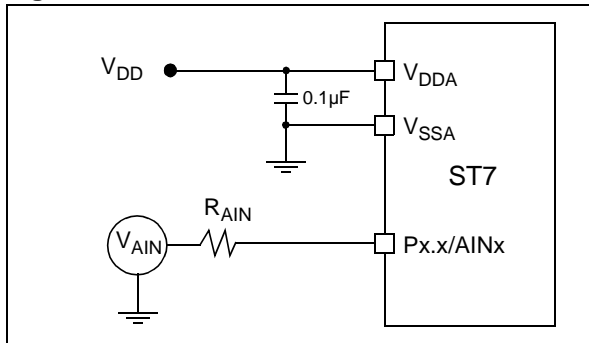 V_DD
V_DDA
0.1µF
V_SSA
ST7
R_AIN
V_AIN
Px.x/AINx